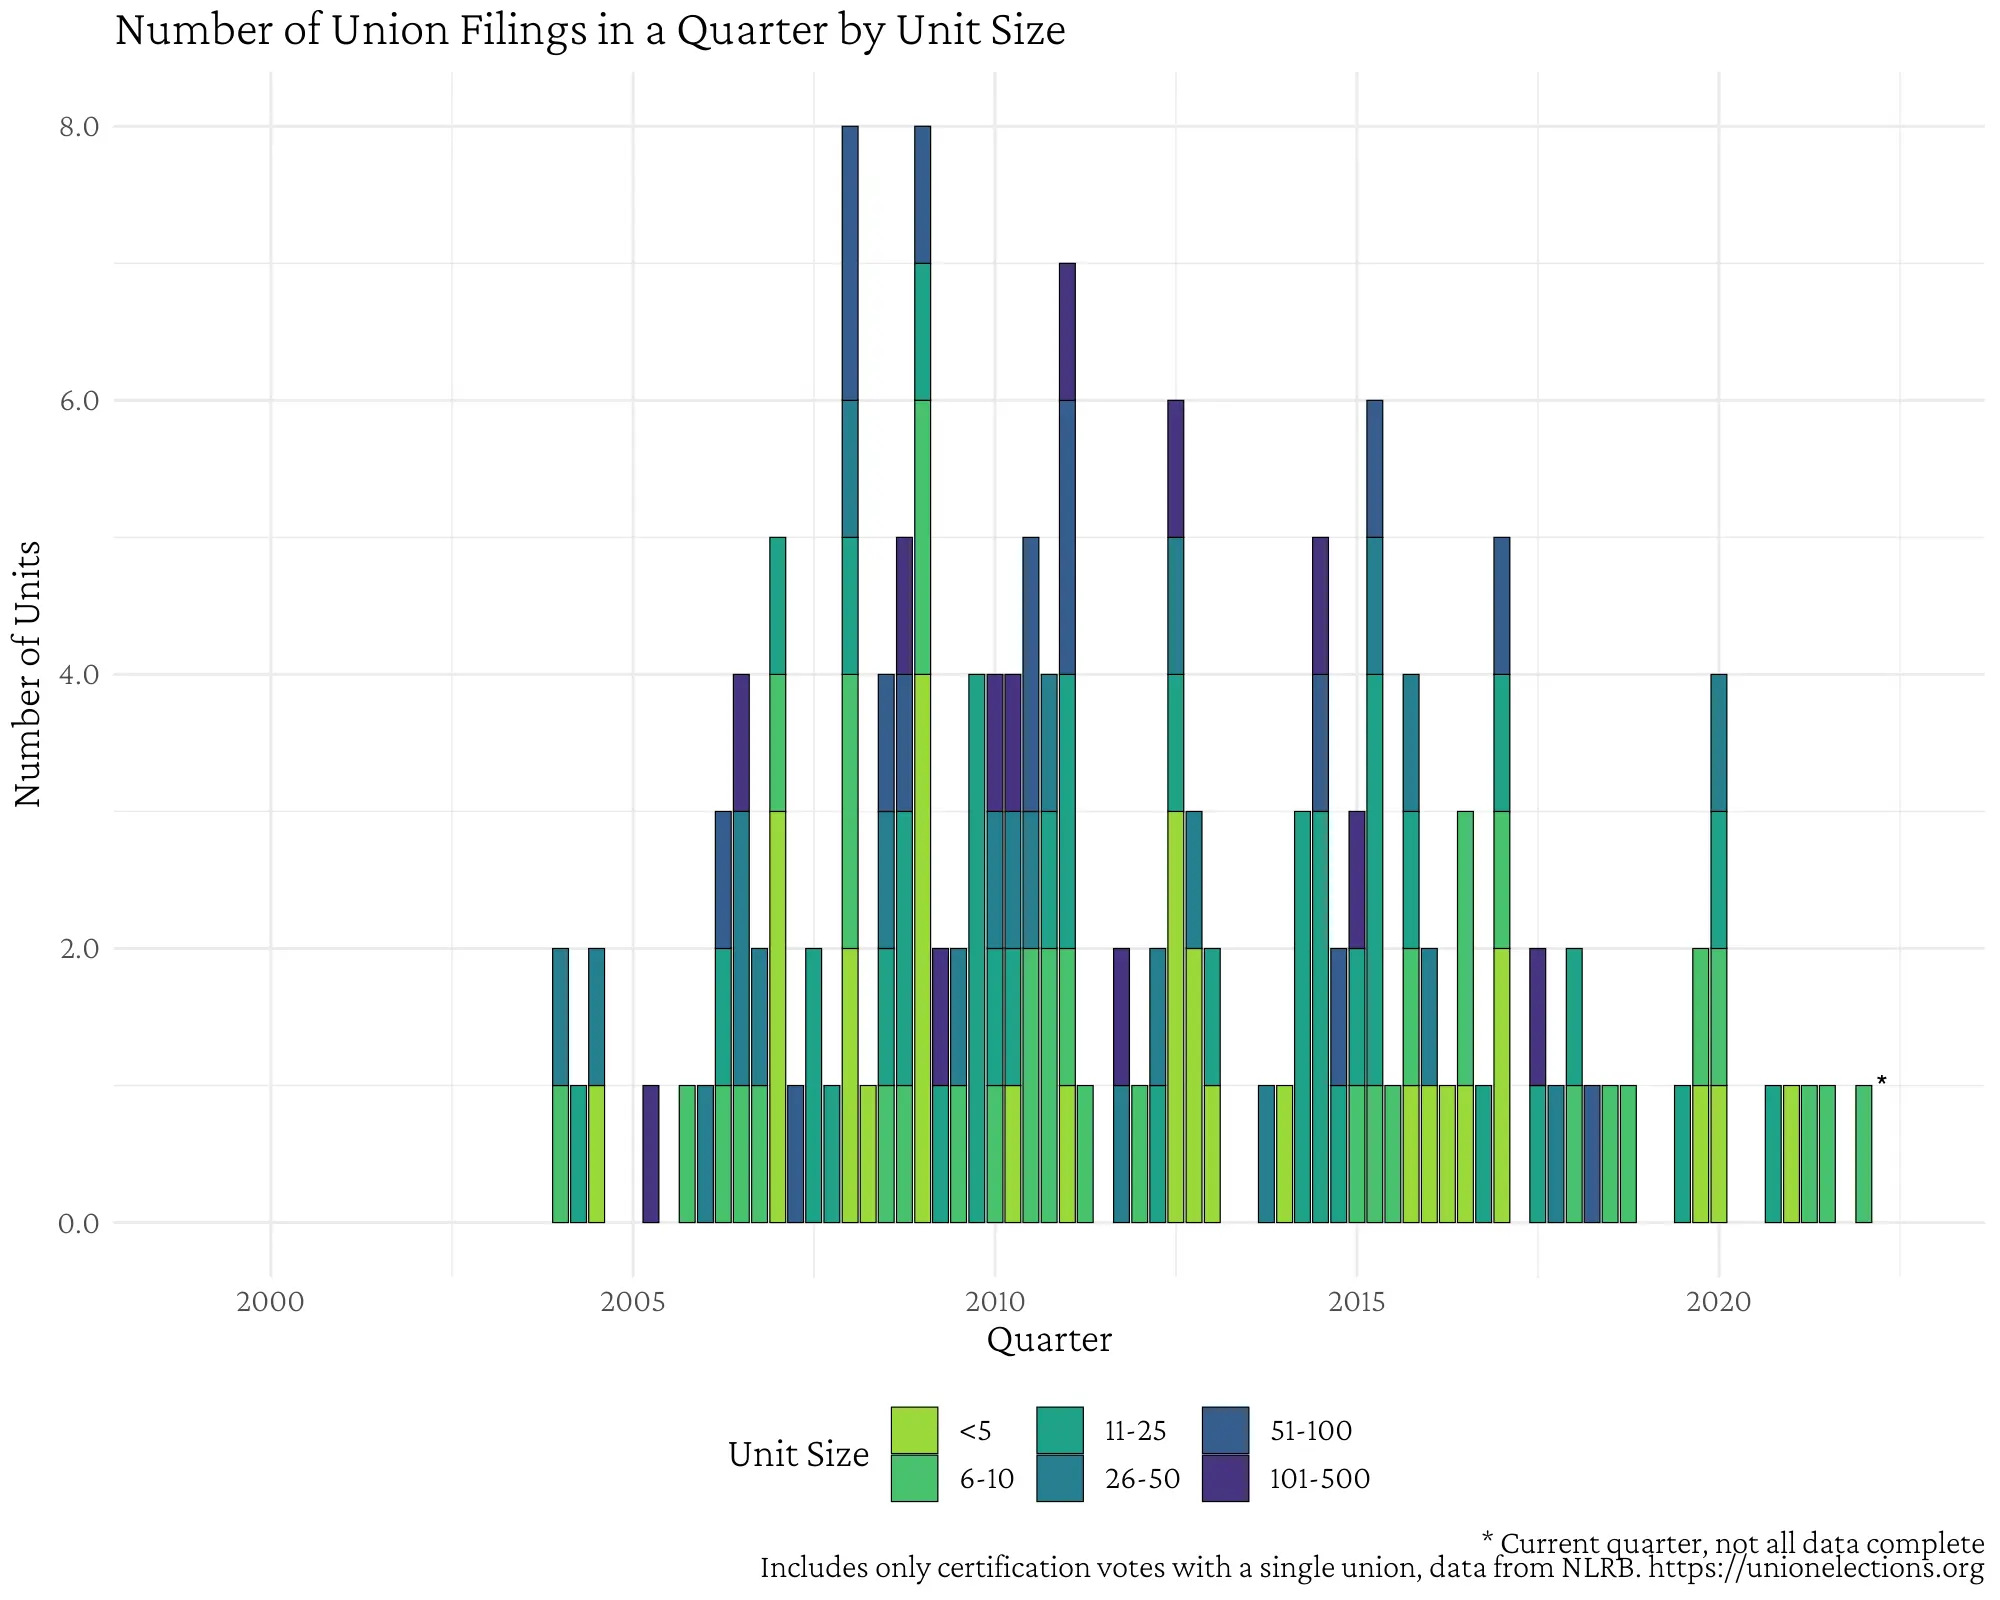 Number of Union Filings in a Quarter by Unit Size
Number of Units
8.0
6.0
4.0
2.0
0.0
*
2000 2005 2010 2015 2020
Quarter
Unit Size
<5 11-25 51-100
6-10 26-50 101-500
* Current quarter, not all data complete
Includes only certification votes with a single union, data from NLRB. https://unionelections.org